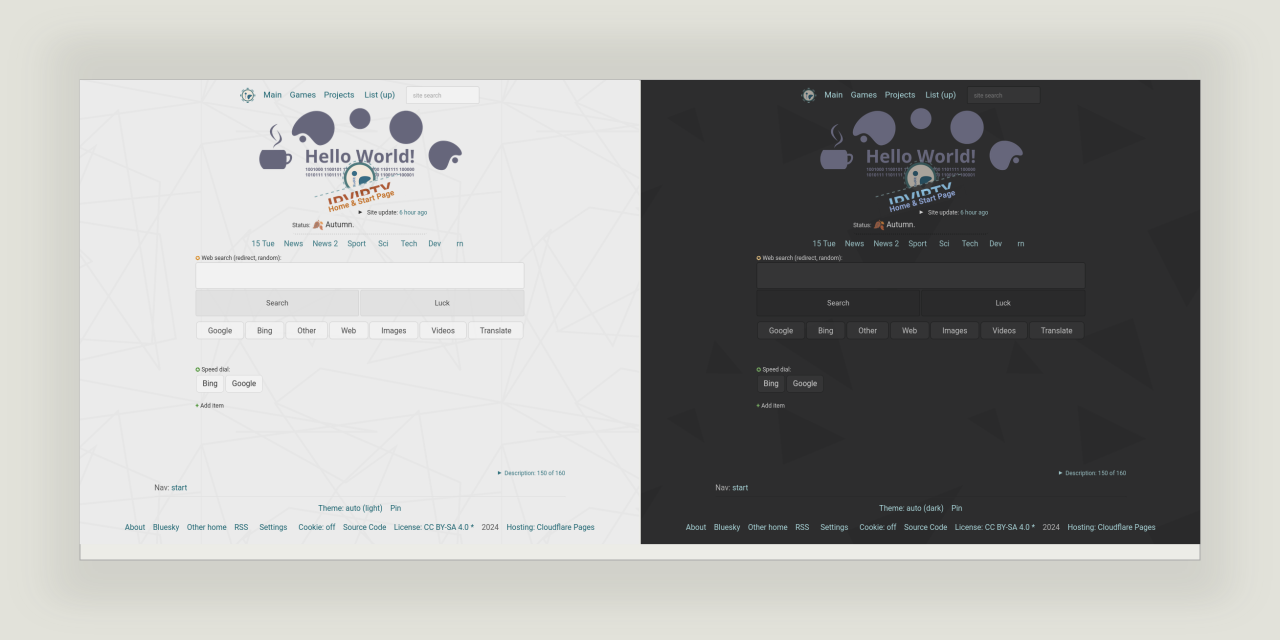 Main Games Projects List (up) site search
Hello World!
Home & Start Page
► Site update: 6 hour ago
Status: 🍂 Autumn.
15 Tue News News 2 Sport Sci Tech Dev rn
Web search (redirect, random):
Search Luck
Google Bing Other Web Images Videos Translate
Speed dial:
Bing Google
+ Add item
► Description: 150 of 160
Nav: start
Theme: auto (light) Pin
About Bluesky Other home RSS Settings Cookie: off Source Code License: CC BY-SA 4.0 * 2024 Hosting: Cloudflare Pages
Main Games Projects List (up) site search
Hello World!
Home & Start Page
► Site update: 6 hour ago
Status: 🍂 Autumn.
15 Tue News News 2 Sport Sci Tech Dev rn
Web search (redirect, random):
Search Luck
Google Bing Other Web Images Videos Translate
Speed dial:
Bing Google
+ Add item
► Description: 150 of 160
Nav: start
Theme: auto (dark) Pin
About Bluesky Other home RSS Settings Cookie: off Source Code License: CC BY-SA 4.0 * 2024 Hosting: Cloudflare Pages